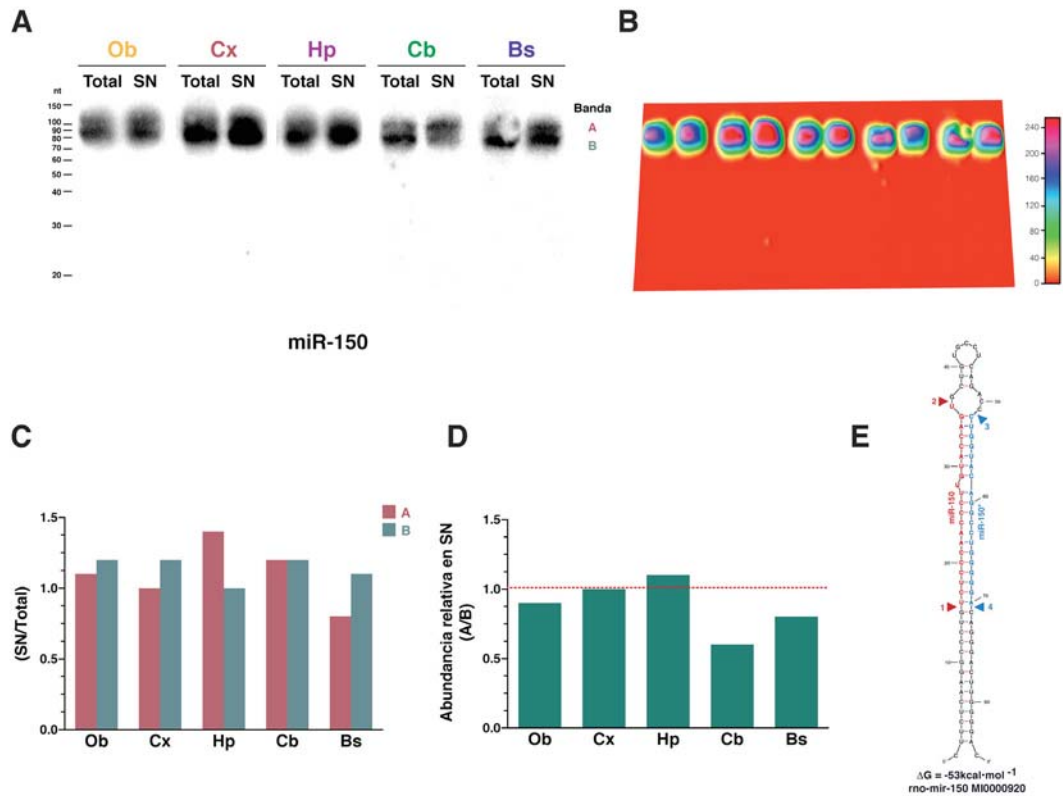 A
Ob Cx Hp Cb Bs
Total SN Total SN Total SN Total SN Total SN
nt
150
100
90
80
70
60
50
40
30
20
Banda
A
B
miR-150
B
240
200
160
120
80
40
0
C
A
B
(SN/Total)
1.5
1.0
0.5
0.0
Ob Cx Hp Cb Bs
D
Abundancia relativa en SN
(A/B)
1.5
1.0
0.5
0.0
Ob Cx Hp Cb Bs
E
2
3
miR-150
miR-150*
1
4
ΔG = -53kcal·mol -1
rno-mir-150 MI0000920